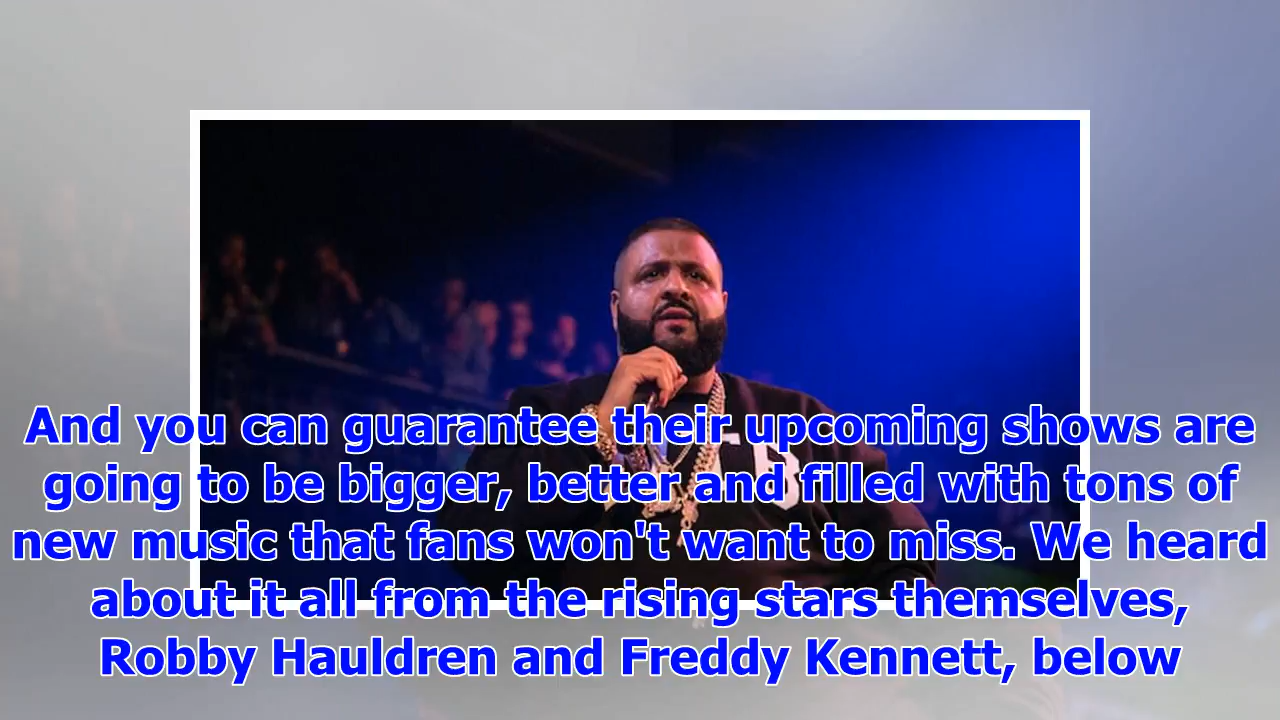 And you can guarantee their upcoming shows are
going to be bigger, better and filled with tons of
new music that fans won't want to miss. We heard
about it all from the rising stars themselves,
Robby Hauldren and Freddy Kennett, below